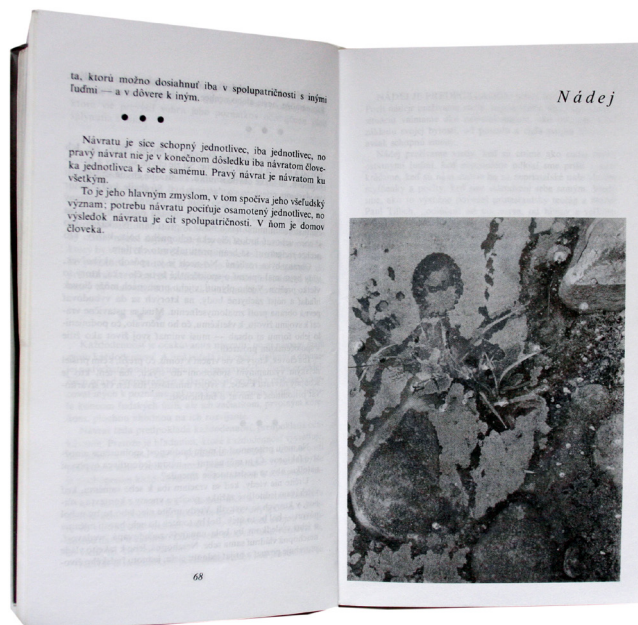 ta, ktorú možno dosiahnuť iba v spolupatričnosti s inými
ľuďmi — a v dôvere k iným.
● ● ●
Návratu je síce schopný jednotlivec, iba jednotlivec, no
pravý návrat nie je v konečnom dôsledku iba návratom člove-
ka jednotlivca k sebe samému. Pravý návrat je návratom ku
všetkým.
To je jeho hlavným zmyslom, v tom spočíva jeho všeľudský
význam; potrebu návratu pociťuje osamotený jednotlivec, no
výsledok návratu je cit spolupatričnosti. V ňom je domov
človeka.
68
Nádej